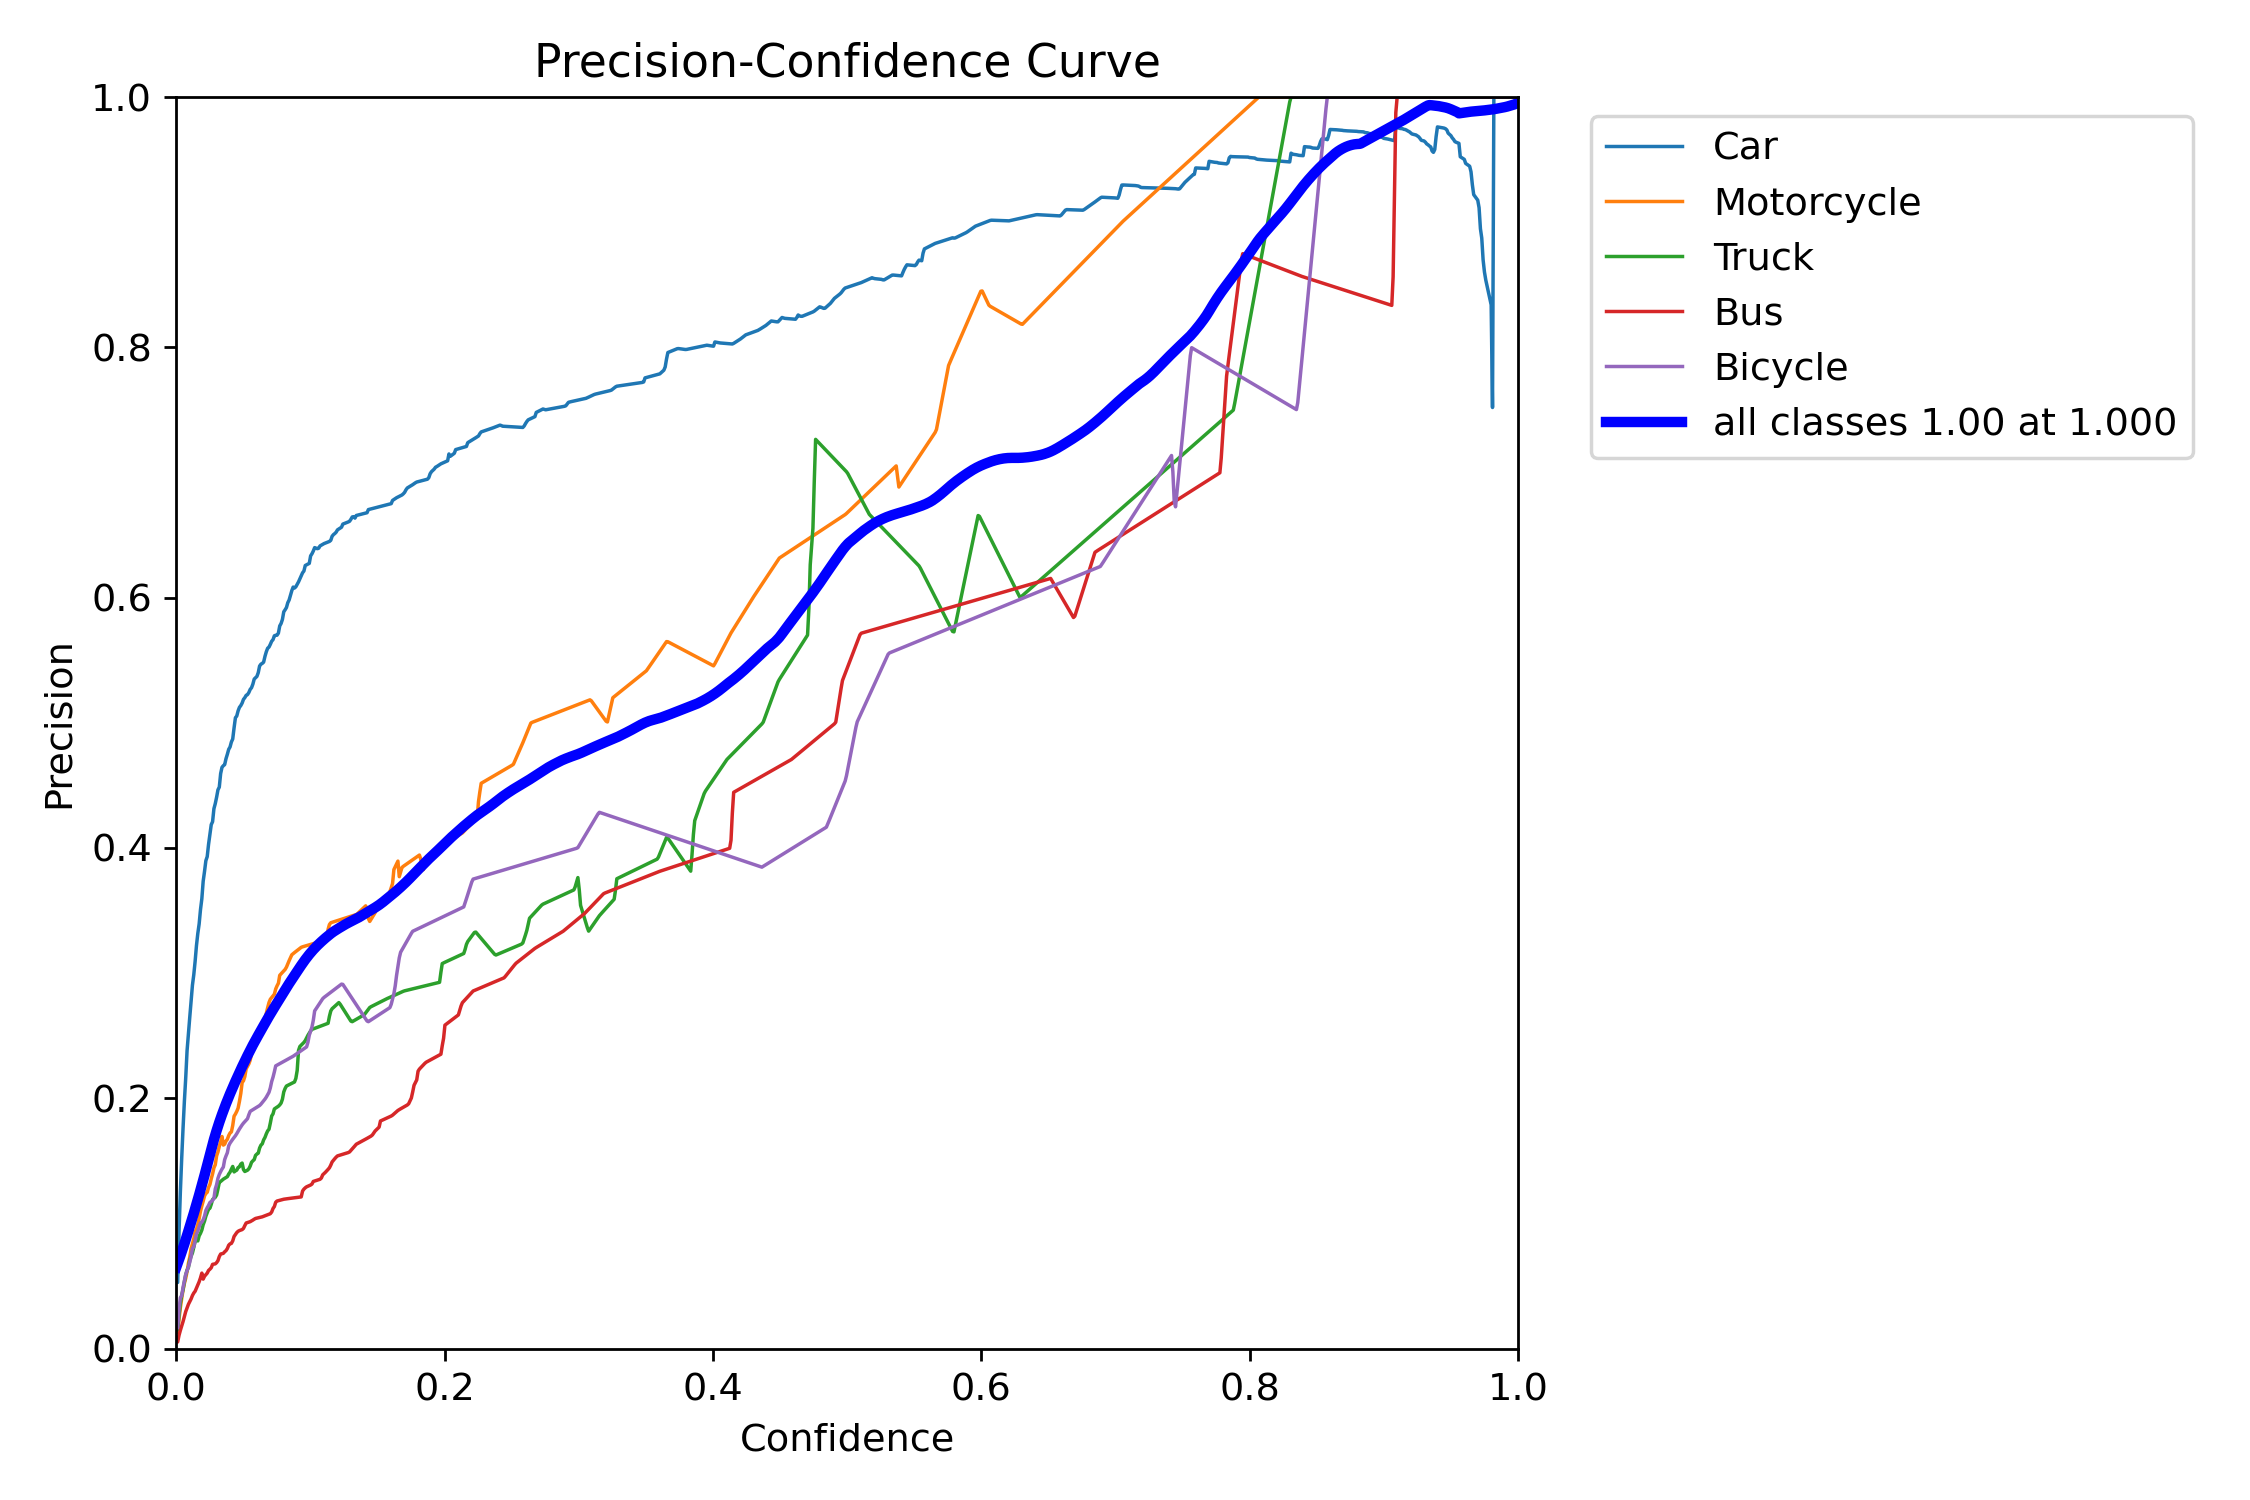 Precision-Confidence Curve
1.0
0.8
0.6
0.4
0.2
0.0
Precision
0.0 0.2 0.4 0.6 0.8 1.0
Confidence
Car
Motorcycle
Truck
Bus
Bicycle
all classes 1.00 at 1.000